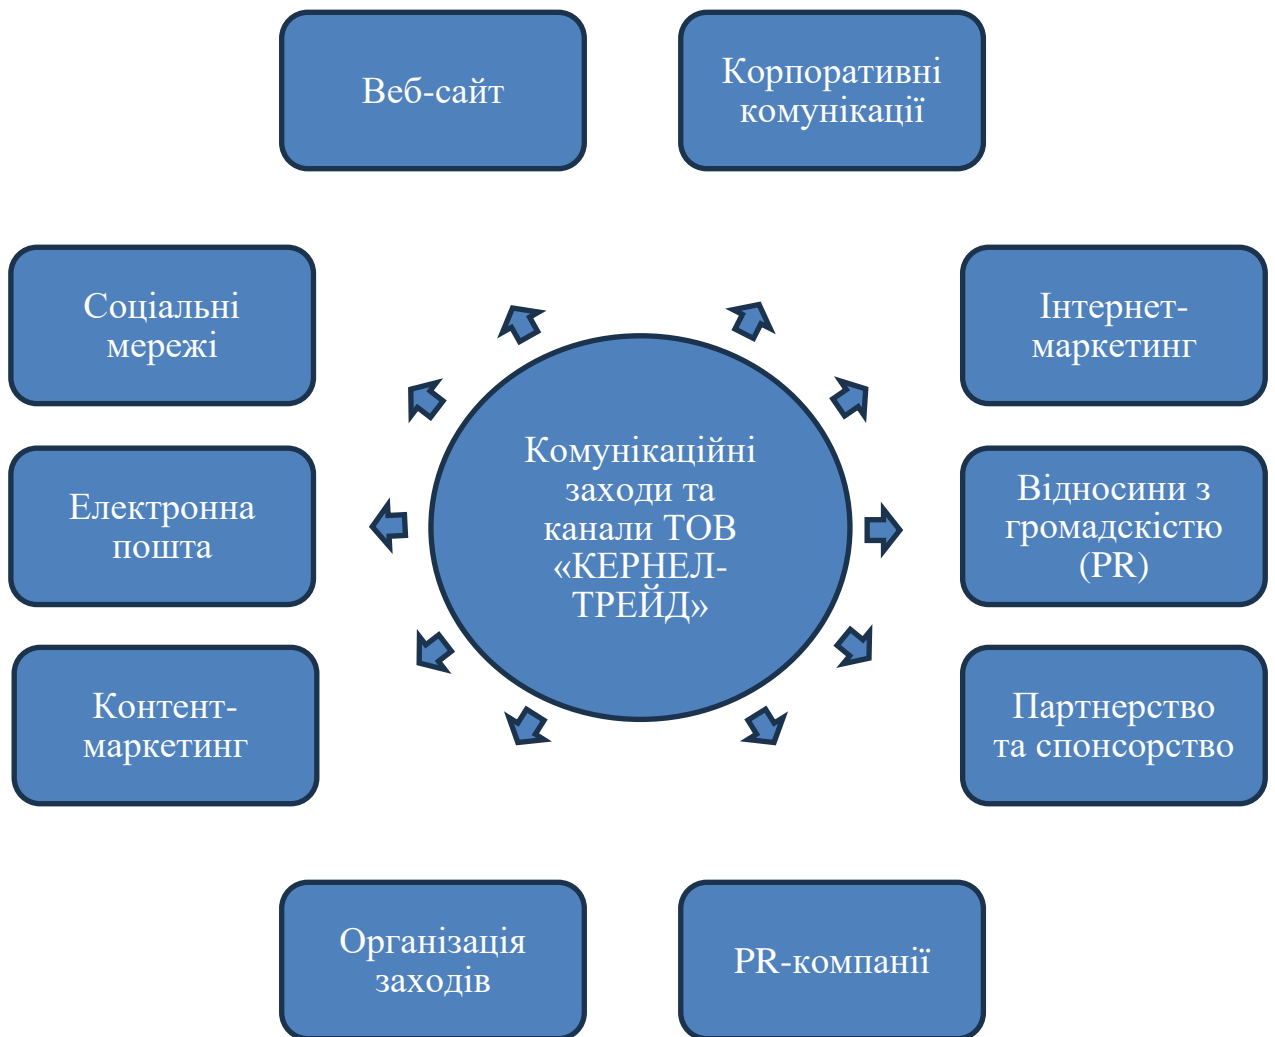 Веб-сайт
Корпоративні
комунікації
Соціальні
мережі
Інтернет-
маркетинг
Комунікаційні
заходи та
канали ТОВ
«КЕРНЕЛ-
ТРЕЙД»
Електронна
пошта
Відносини з
громадскістю
(PR)
Контент-
маркетинг
Партнерство
та спонсорство
Організація
заходів
PR-компанії